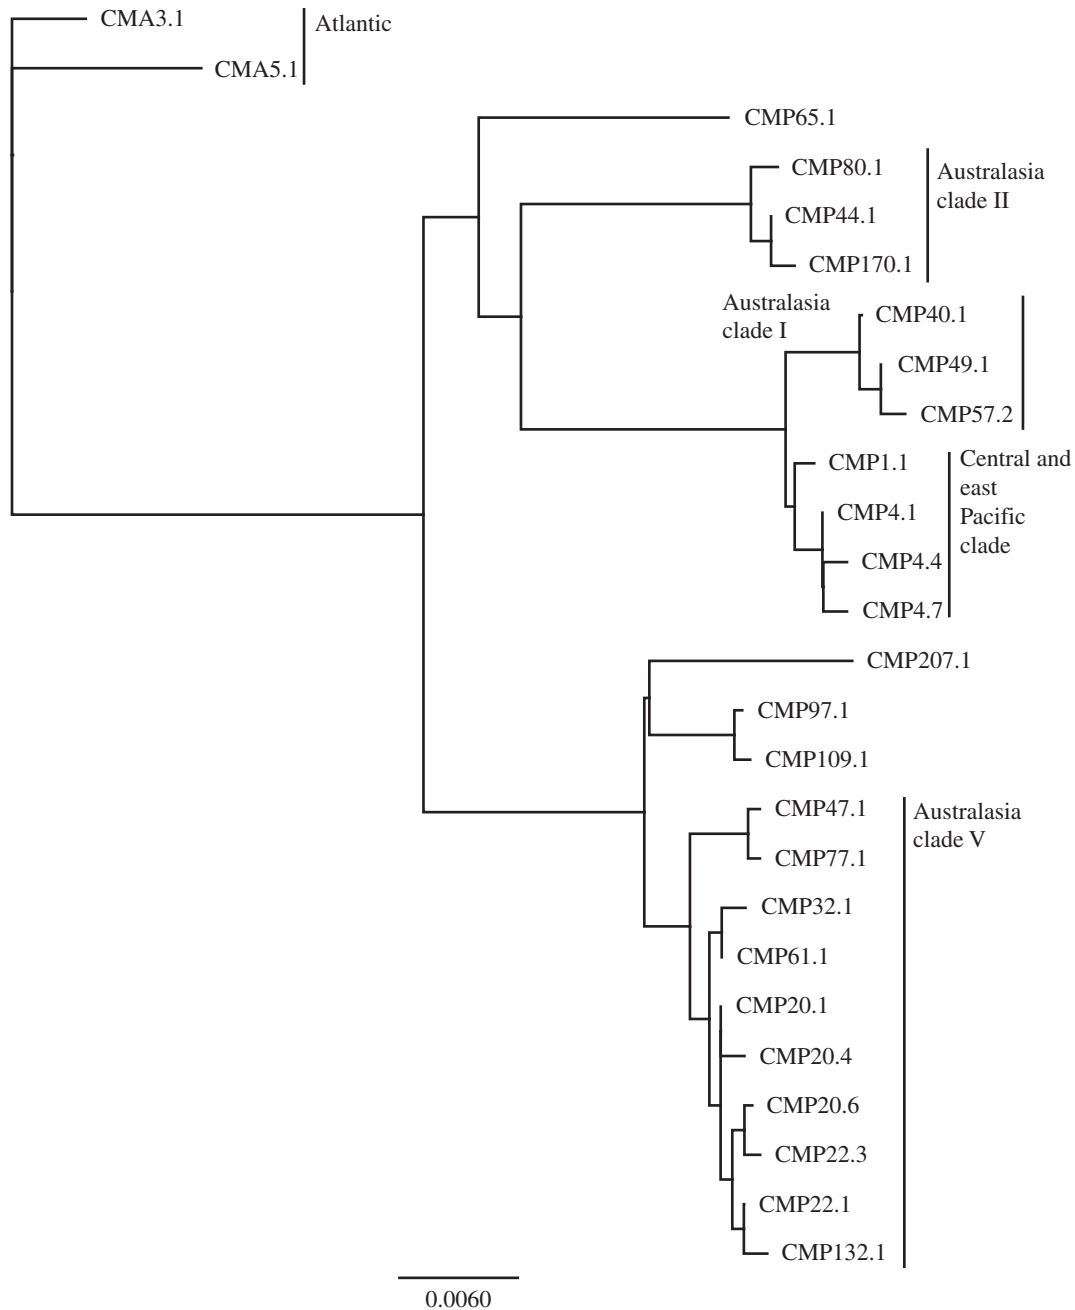 CMA3.1
Atlantic
CMA5.1
CMP65.1
CMP80.1
Australasia
clade II
CMP44.1
CMP170.1
Australasia
clade I
CMP40.1
CMP49.1
CMP57.2
CMP1.1
Central and
east
Pacific
clade
CMP4.1
CMP4.4
CMP4.7
CMP207.1
CMP97.1
CMP109.1
CMP47.1
Australasia
clade V
CMP77.1
CMP32.1
CMP61.1
CMP20.1
CMP20.4
CMP20.6
CMP22.3
CMP22.1
CMP132.1
0.0060